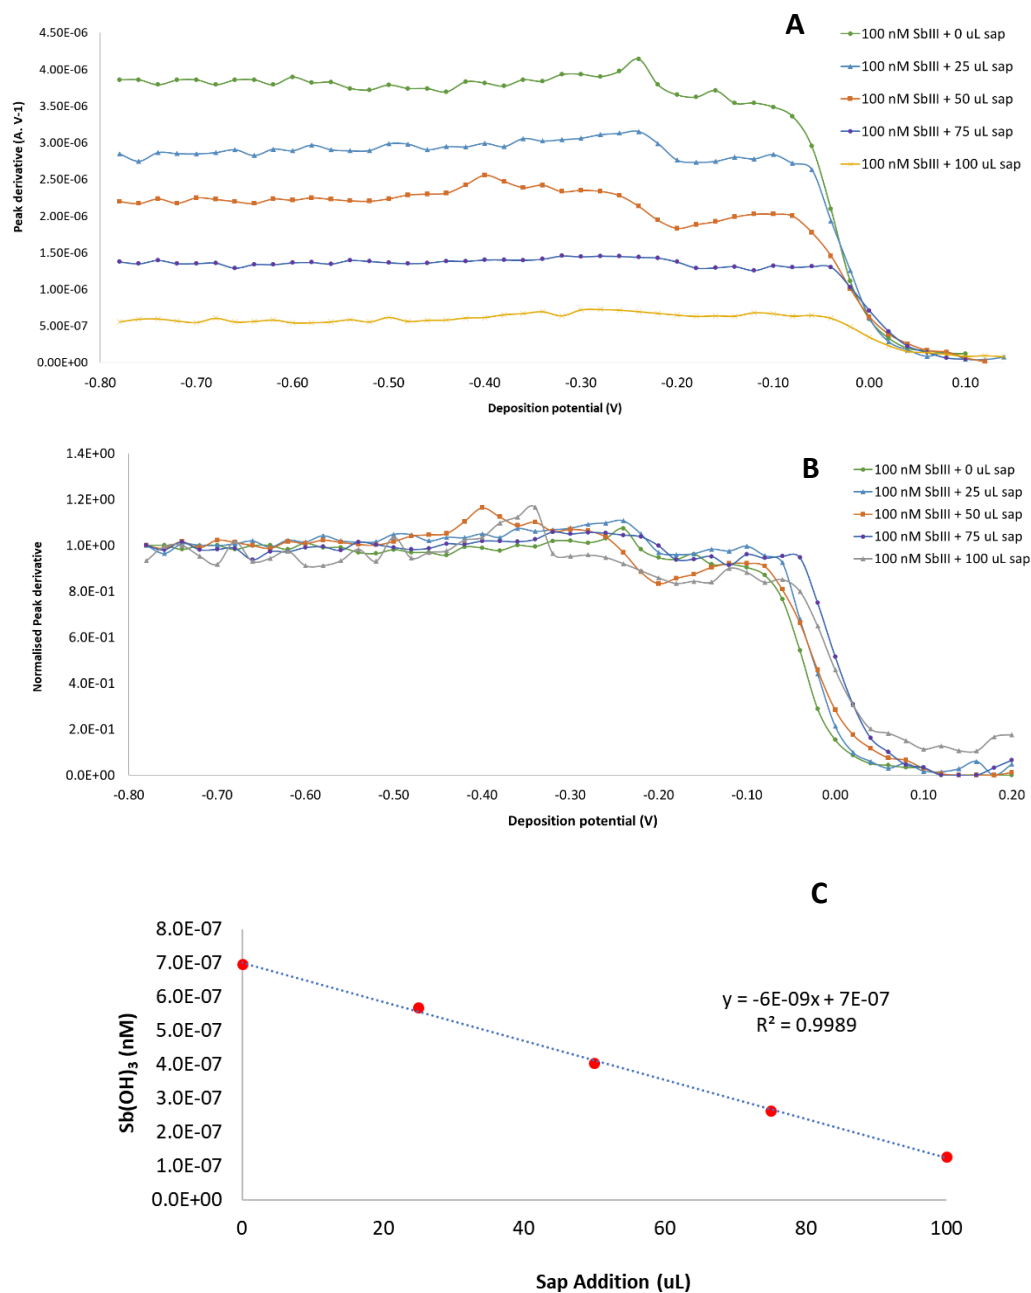 A
4.50E-06
4.00E-06
3.50E-06
3.00E-06
2.50E-06
2.00E-06
1.50E-06
1.00E-06
5.00E-07
0.00E+00
Peak derivative (A. V-1)
-0.80 -0.70 -0.60 -0.50 -0.40 -0.30 -0.20 -0.10 0.00 0.10
Deposition potential (V)
100 nM SbIII + 0 uL sap
100 nM SbIII + 25 uL sap
100 nM SbIII + 50 uL sap
100 nM SbIII + 75 uL sap
100 nM SbIII + 100 uL sap
B
1.4E+00
1.2E+00
1.0E+00
8.0E-01
6.0E-01
4.0E-01
2.0E-01
0.0E+00
Normalised Peak derivative
-0.80 -0.70 -0.60 -0.50 -0.40 -0.30 -0.20 -0.10 0.00 0.10 0.20
Deposition potential (V)
100 nM SbIII + 0 uL sap
100 nM SbIII + 25 uL sap
100 nM SbIII + 50 uL sap
100 nM SbIII + 75 uL sap
100 nM SbIII + 100 uL sap
C
8.0E-07
7.0E-07
6.0E-07
5.0E-07
4.0E-07
3.0E-07
2.0E-07
1.0E-07
0.0E+00
Sb(OH)₃ (nM)
y = -6E-09x + 7E-07
R² = 0.9989
0 20 40 60 80 100
Sap Addition (uL)